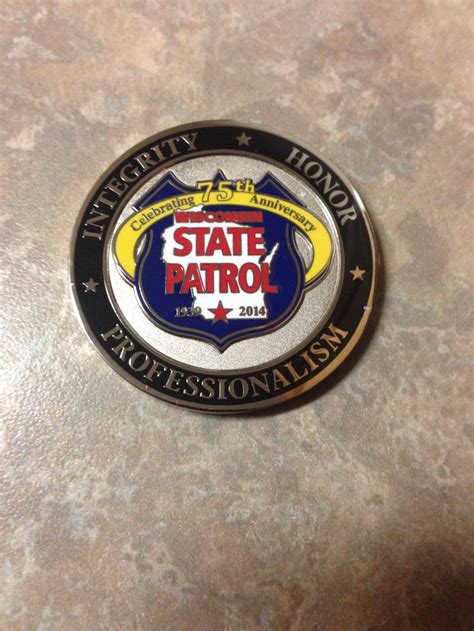 INTEGRITY ★ HONOR ★ PROFESSIONALISM ★
Celebrating 75th Anniversary
WISCONSIN
STATE
PATROL
1939 ★ 2014